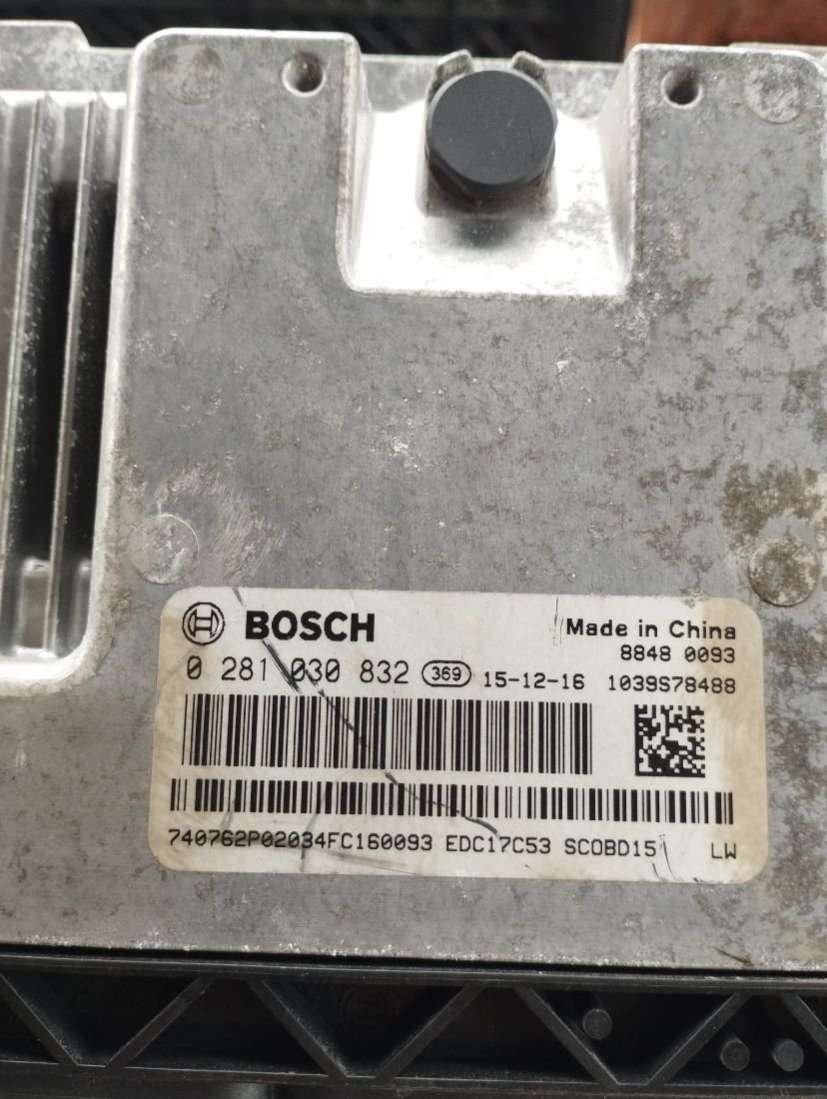 BOSCH
Made in China
8848 0093
0 281 030 832 369 15-12-16 1039S78488
740762P02034FC160093 EDC17C53 SCOBD15 LW